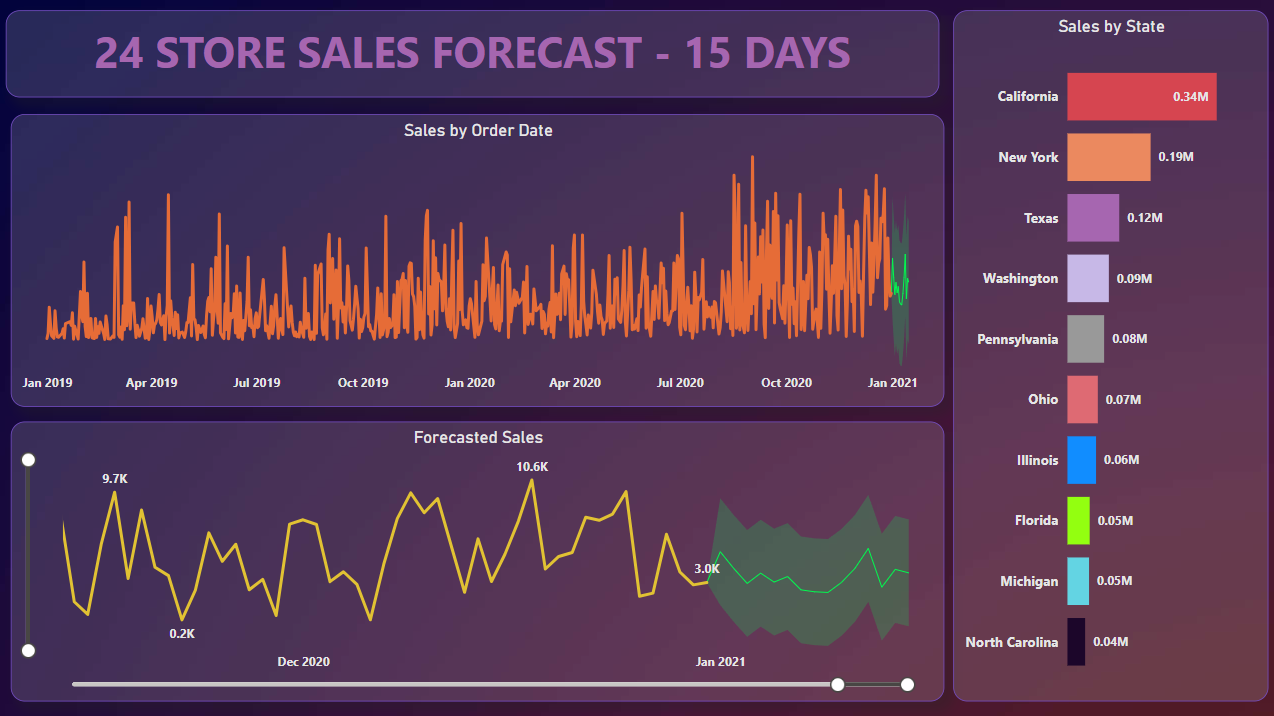 24 STORE SALES FORECAST - 15 DAYS
Sales by Order Date
Jan 2019 Apr 2019 Jul 2019 Oct 2019 Jan 2020 Apr 2020 Jul 2020 Oct 2020 Jan 2021
Forecasted Sales
10.6K
9.7K
3.0K
0.2K
Dec 2020 Jan 2021
Sales by State
California 0.34M
New York 0.19M
Texas 0.12M
Washington 0.09M
Pennsylvania 0.08M
Ohio 0.07M
Illinois 0.06M
Florida 0.05M
Michigan 0.05M
North Carolina 0.04M